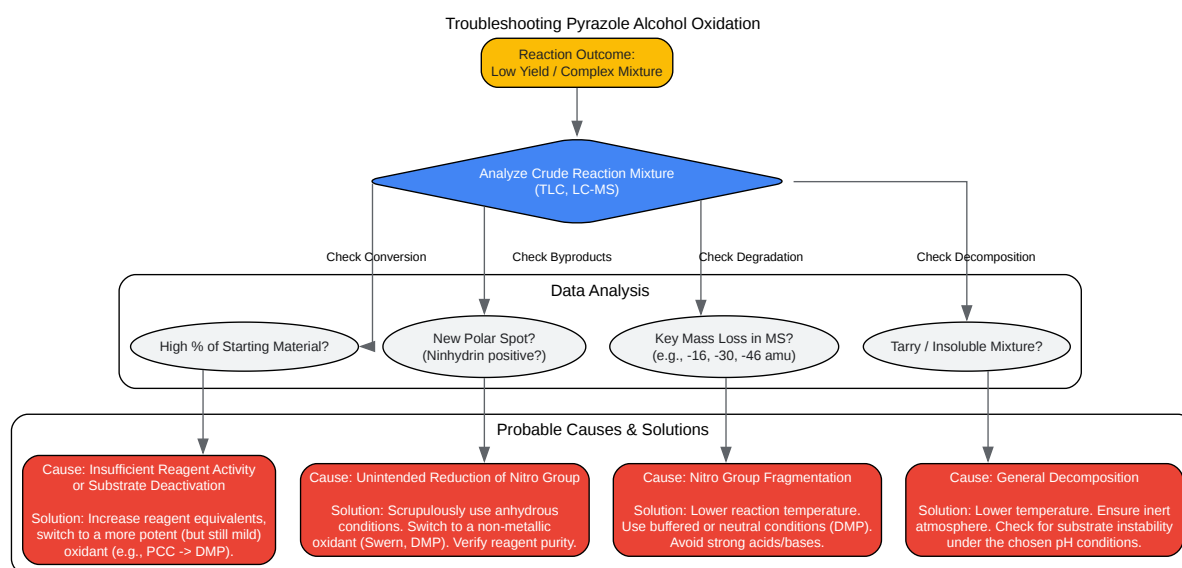 Troubleshooting Pyrazole Alcohol Oxidation
Reaction Outcome:
Low Yield / Complex Mixture
Analyze Crude Reaction Mixture
(TLC, LC-MS)
Check Conversion
Check Byproducts
Check Degradation
Check Decomposition
Data Analysis
High % of Starting Material?
New Polar Spot?
(Ninhydrin positive?)
Key Mass Loss in MS?
(e.g., -16, -30, -46 amu)
Tarry / Insoluble Mixture?
Probable Causes & Solutions
Cause: Insufficient Reagent Activity
or Substrate Deactivation
Solution: Increase reagent equivalents,
switch to a more potent (but still mild)
oxidant (e.g., PCC -> DMP).
Cause: Unintended Reduction of Nitro Group
Solution: Scrupulously use anhydrous
conditions. Switch to a non-metallic
oxidant (Swern, DMP). Verify reagent purity.
Cause: Nitro Group Fragmentation
Solution: Lower reaction temperature.
Use buffered or neutral conditions (DMP).
Avoid strong acids/bases.
Cause: General Decomposition
Solution: Lower temperature. Ensure inert
atmosphere. Check for substrate instability
under the chosen pH conditions.